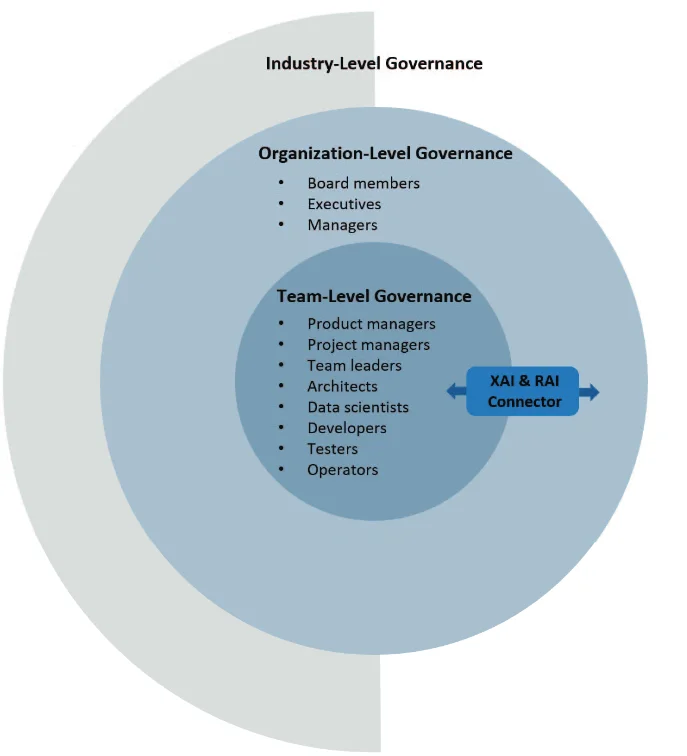 Industry-Level Governance
Organization-Level Governance
• Board members
• Executives
• Managers
Team-Level Governance
• Product managers
• Project managers
• Team leaders
• Architects
• Data scientists
• Developers
• Testers
• Operators
XAI & RAI
Connector